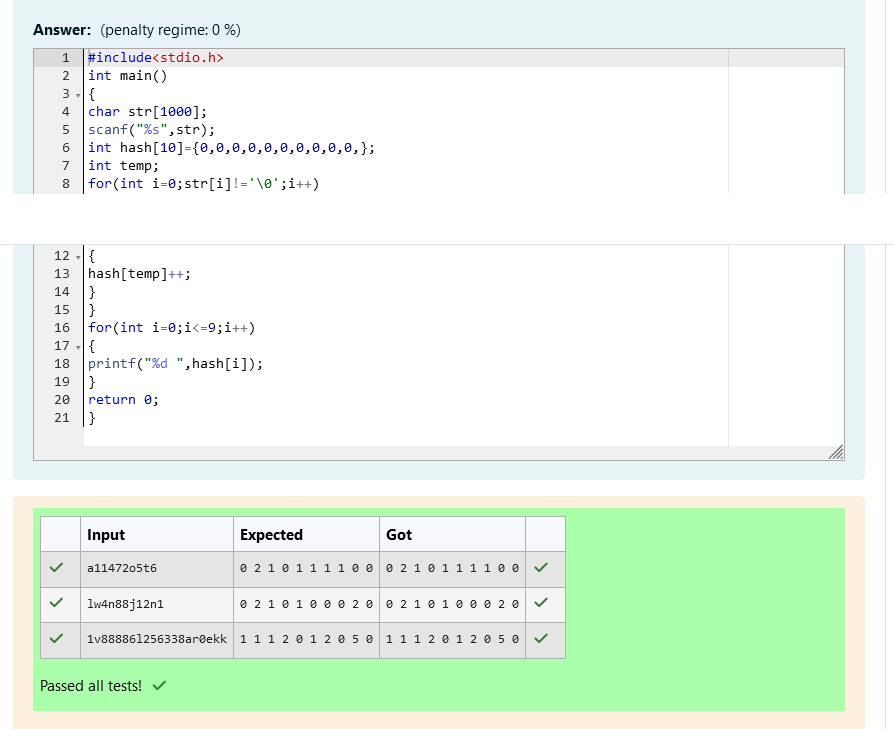 Answer: (penalty regime: 0 %)
1 #include<stdio.h>
2 int main()
3 {
4 char str[1000];
5 scanf("%s",str);
6 int hash[10]={0,0,0,0,0,0,0,0,0,0,};
7 int temp;
8 for(int i=0;str[i]!='\0';i++)
12 {
13 hash[temp]++;
14 }
15 }
16 for(int i=0;i<=9;i++)
17 {
18 printf("%d ",hash[i]);
19 }
20 return 0;
21 }
Input Expected Got
a11472o5t6 0 2 1 0 1 1 1 1 0 0 0 2 1 0 1 1 1 1 0 0
lw4n88j12n1 0 2 1 0 1 0 0 0 2 0 0 2 1 0 1 0 0 0 2 0
1v88886l256338ar0ekk 1 1 1 2 0 1 2 0 5 0 1 1 1 2 0 1 2 0 5 0
Passed all tests!